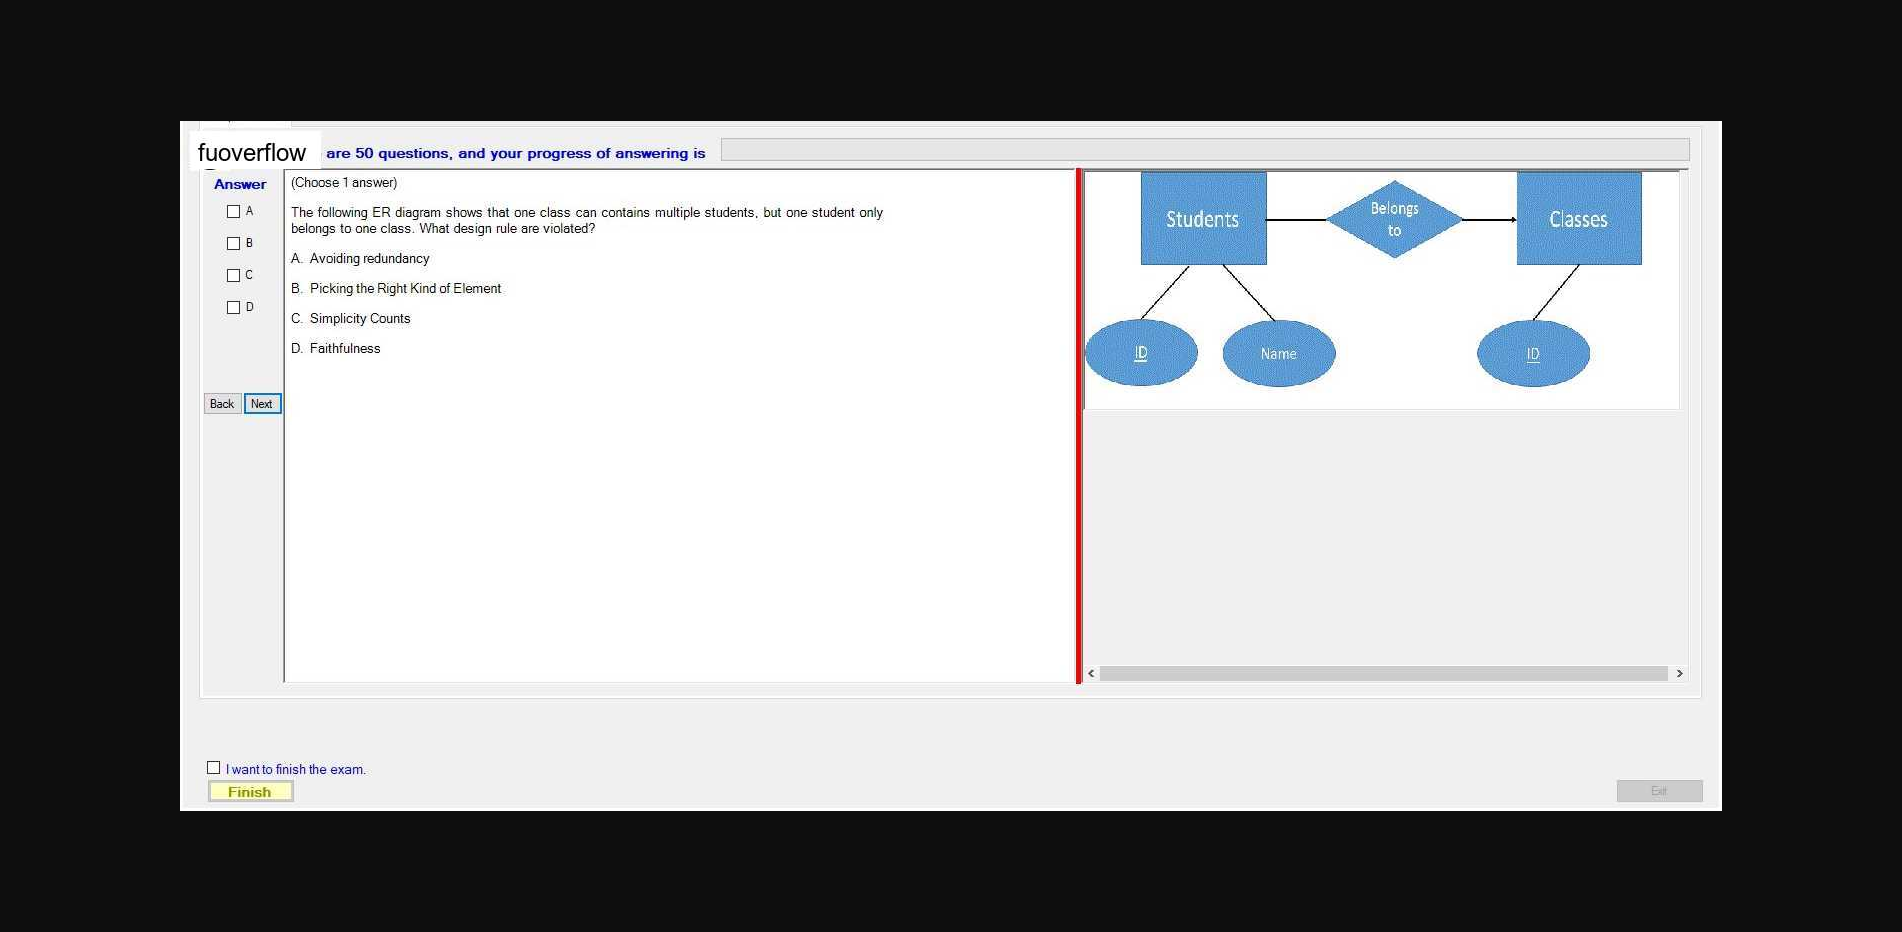 fuoverflow are 50 questions, and your progress of answering is
Answer
A
B
C
D
Back Next
(Choose 1 answer)
The following ER diagram shows that one class can contains multiple students, but one student only
belongs to one class. What design rule are violated?
A. Avoiding redundancy
B. Picking the Right Kind of Element
C. Simplicity Counts
D. Faithfulness
Students
Belongs
to
Classes
ID
Name
ID
I want to finish the exam.
Finish
Exit